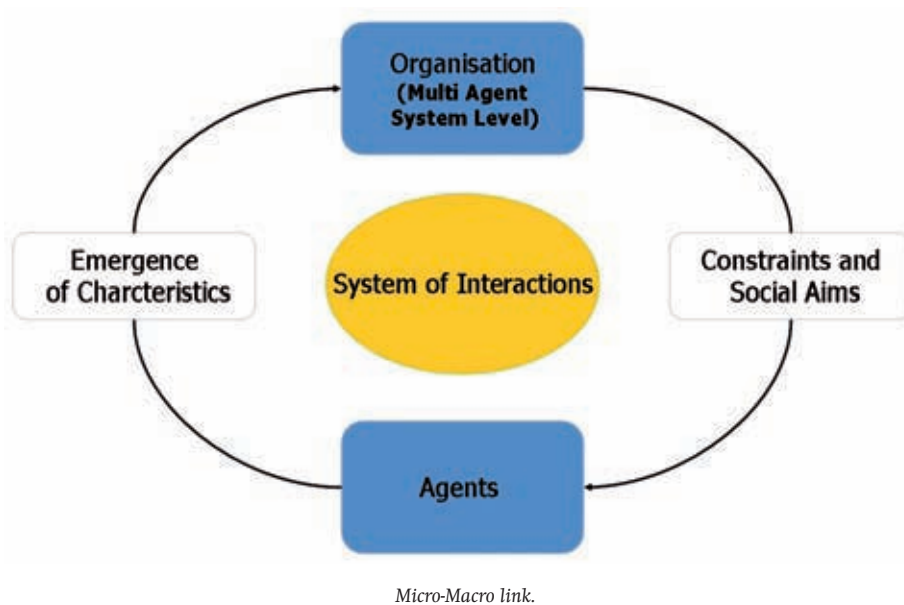 Organisation
(Multi Agent
System Level)
Emergence
of Charcteristics
System of Interactions
Constraints and
Social Aims
Agents
Micro-Macro link.